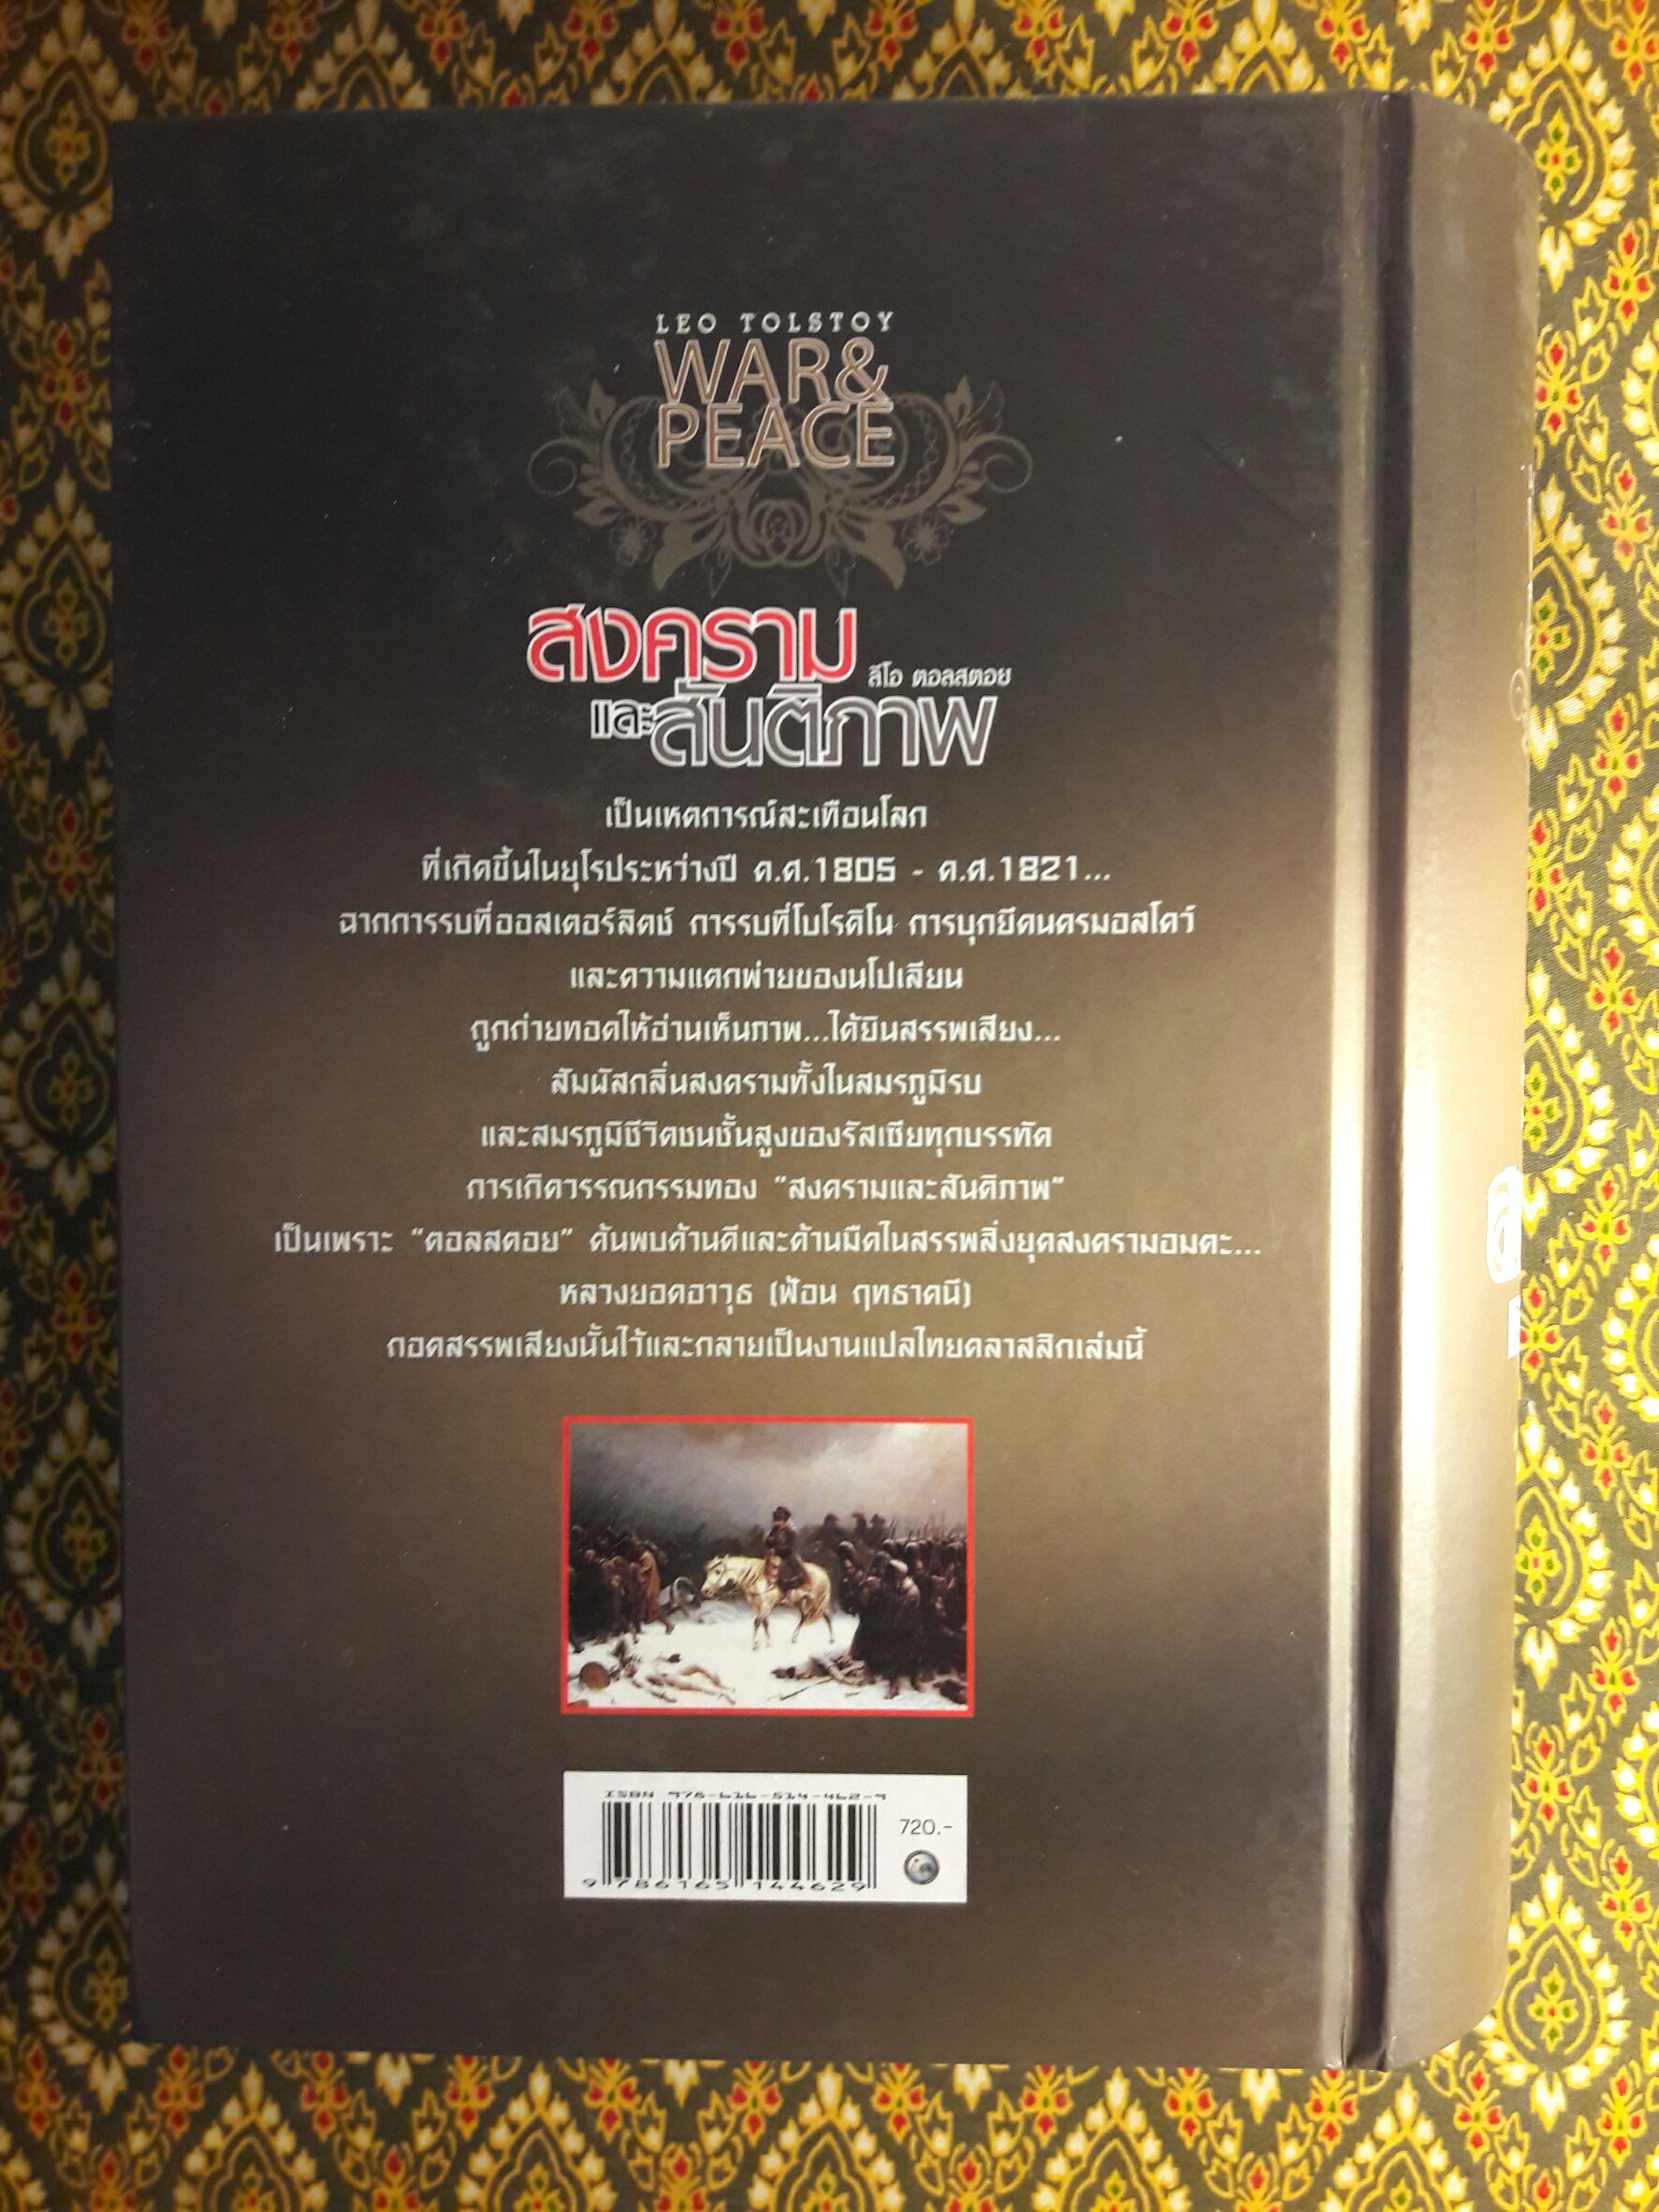 LEO TOLSTOY
WAR&
PEACE
สงคราม
ลีโอ ตอลสตอย
และสันติภาพ
เป็นเหตุการณ์สะเทือนโลก
ที่เกิดขึ้นในยุโรประหว่างปี ค.ศ.1805 - ค.ศ.1821...
ฉากการรบที่ออสเตอร์ลิตซ์ การรบที่โบโรดิโน การบุกยึดนครมอสโคว์
และความแตกพ่ายของนโปเลียน
ถูกถ่ายทอดให้อ่านเห็นภาพ...ได้ยินสรรพเสียง...
สัมผัสกลิ่นสงครามทั้งในสมรภูมิรบ
และสมรภูมิชีวิตชนชั้นสูงของรัสเซียทุกบรรทัด
การเกิดวรรณกรรมทอง "สงครามและสันติภาพ"
เป็นเพราะ "ตอลสตอย" ค้นพบด้านดีและด้านมืดในสรรพสิ่งยุคสงครามอมตะ...
หลวงยอดอาวุธ (ฟ้อน ฤทธาคนี)
ถอดสรรพเสียงนั้นไว้และกลายเป็นงานแปลไทยคลาสสิกเล่มนี้
ISBN 978-616-514-462-9
720.-
9 786165 144629